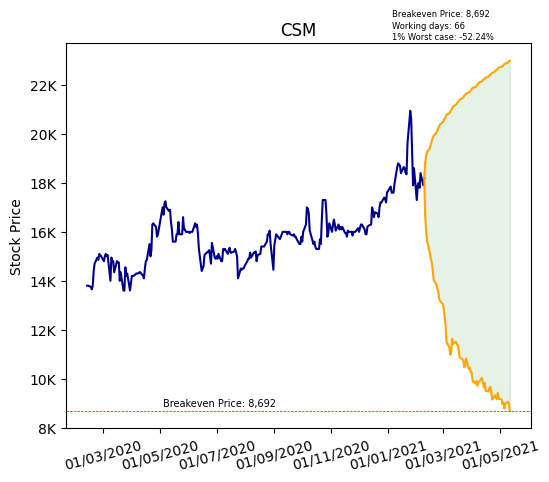 Breakeven Price: 8,692
Working days: 66
1% Worst case: -52.24%
CSM
Stock Price
22K
20K
18K
16K
14K
12K
10K
8K
Breakeven Price: 8,692
01/03/2020
01/05/2020
01/07/2020
01/09/2020
01/11/2020
01/01/2021
01/03/2021
01/05/2021